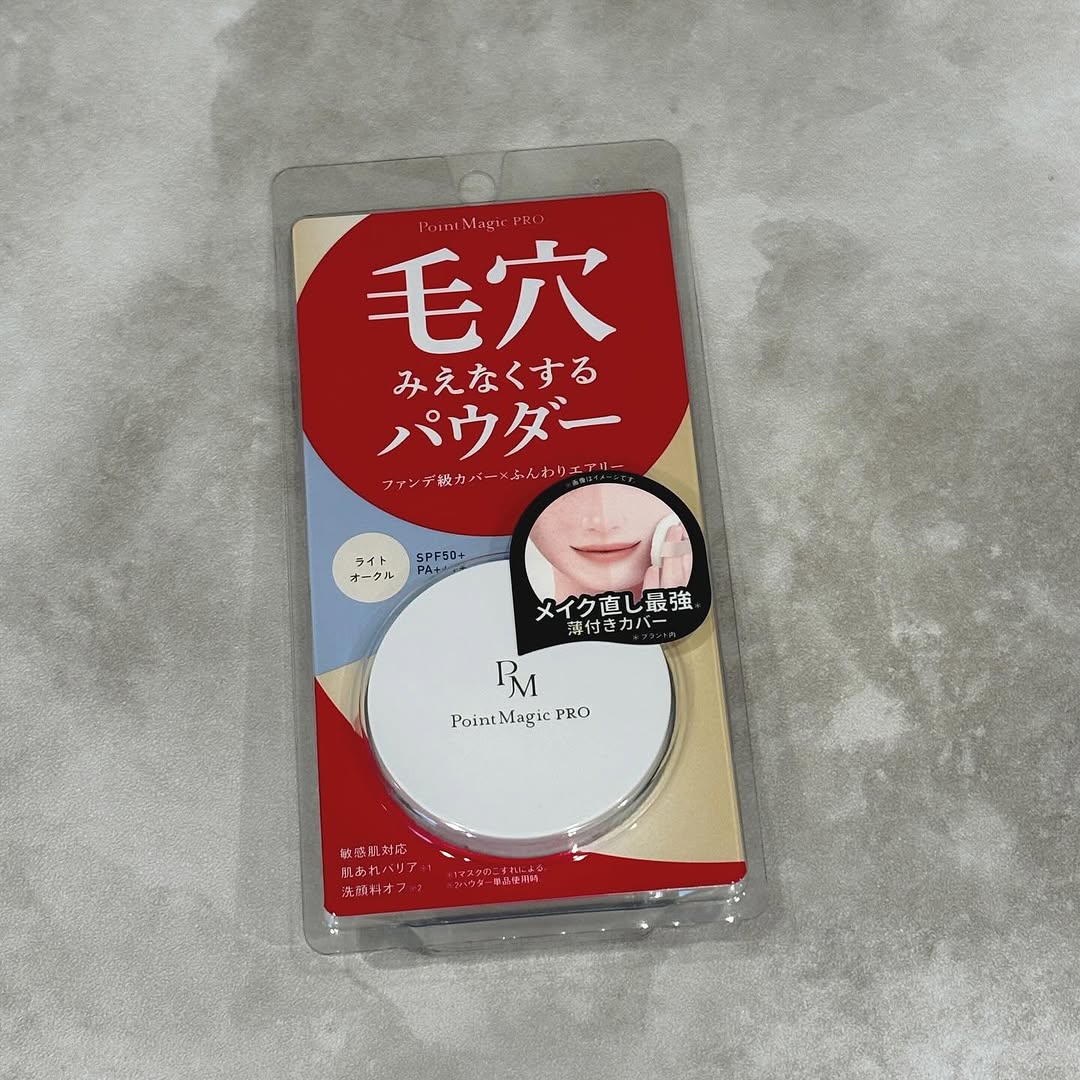 PointMagic PRO
毛穴
みえなくする
パウダー
ファンデ級カバー×ふんわりエアリー
※画像はイメージです。
ライト
オークル
SPF50+
PA+
メイク直し最強※
薄付きカバー
※ブランド内
PM
PointMagic PRO
敏感肌対応
肌あれバリア※1
洗顔料オフ※2
※1マスクのこすれによる。
※2パウダー単品使用時。